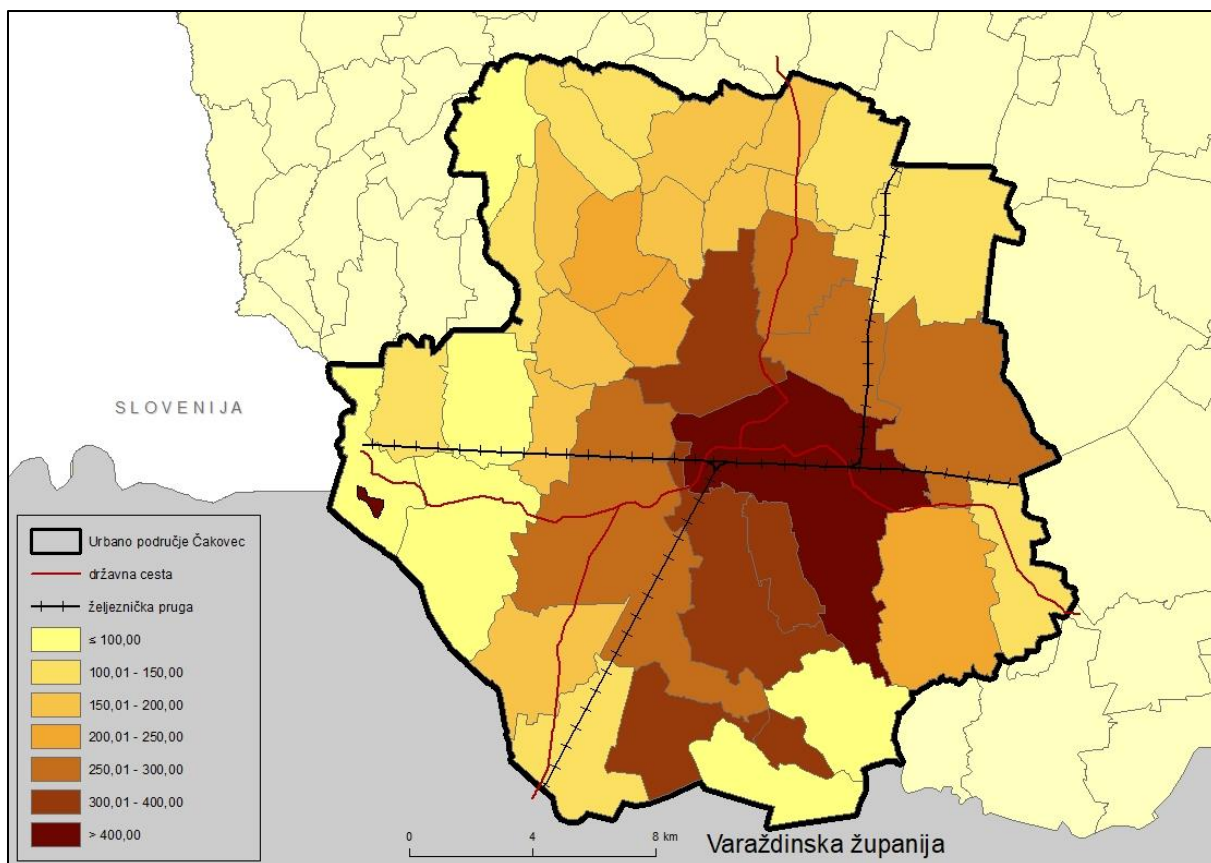 SLOVENIJA
Urbano područje Čakovec
državna cesta
željeznička pruga
≤ 100,00
100,01 - 150,00
150,01 - 200,00
200,01 - 250,00
250,01 - 300,00
300,01 - 400,00
> 400,00
0 4 8 km
Varaždinska županija